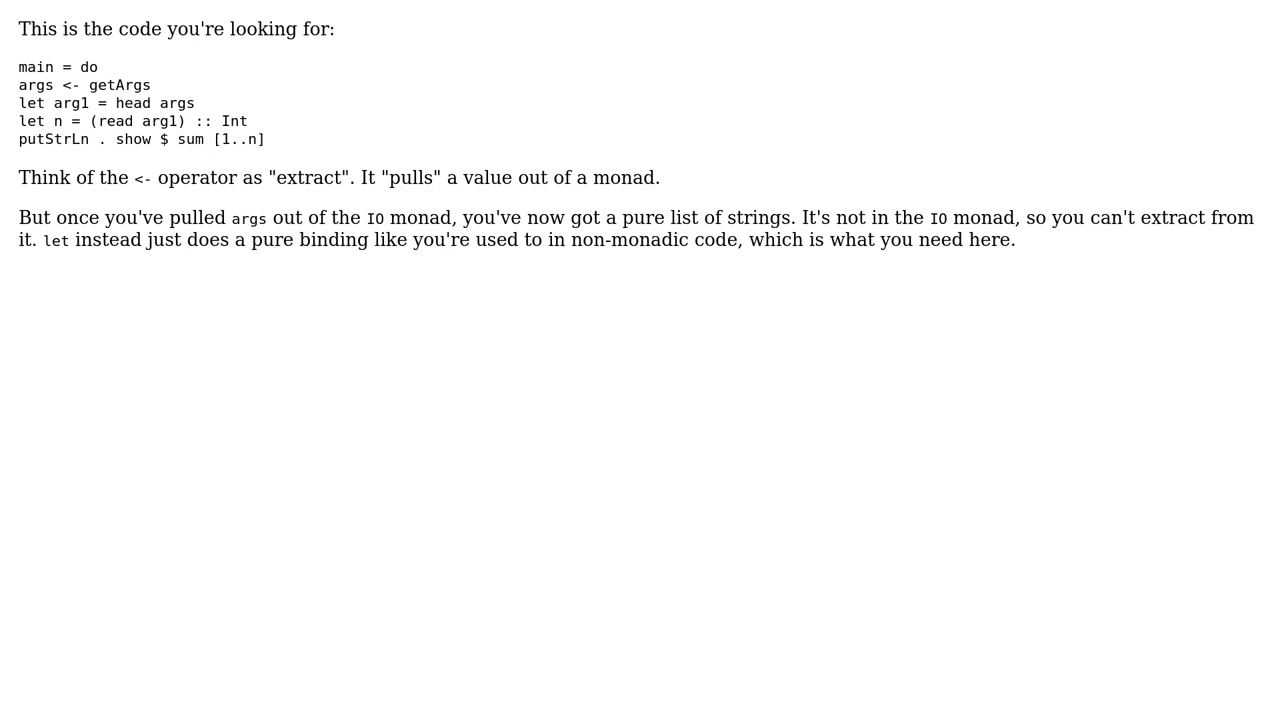 This is the code you're looking for:
main = do
args <- getArgs
let arg1 = head args
let n = (read arg1) :: Int
putStrLn . show $ sum [1..n]
Think of the <- operator as "extract". It "pulls" a value out of a monad.
But once you've pulled args out of the IO monad, you've now got a pure list of strings. It's not in the IO monad, so you can't extract from
it. let instead just does a pure binding like you're used to in non-monadic code, which is what you need here.